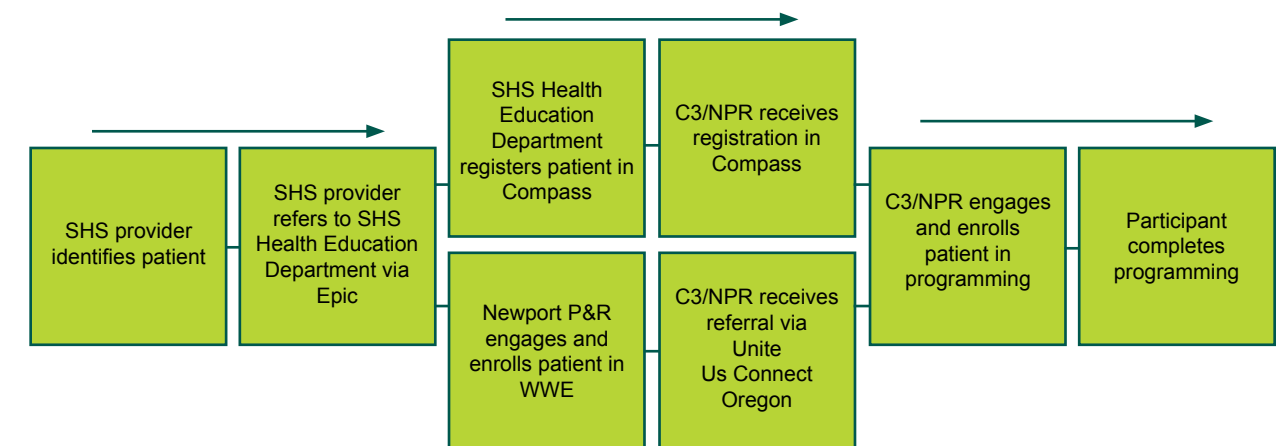 SHS provider
identifies patient
SHS provider
refers to SHS
Health Education
Department via
Epic
SHS Health
Education
Department
registers patient in
Compass
C3/NPR receives
registration in
Compass
Newport P&R
engages and
enrolls patient in
WWE
C3/NPR receives
referral via
Unite
Us Connect
Oregon
C3/NPR engages
and enrolls
patient in
programming
Participant
completes
programming